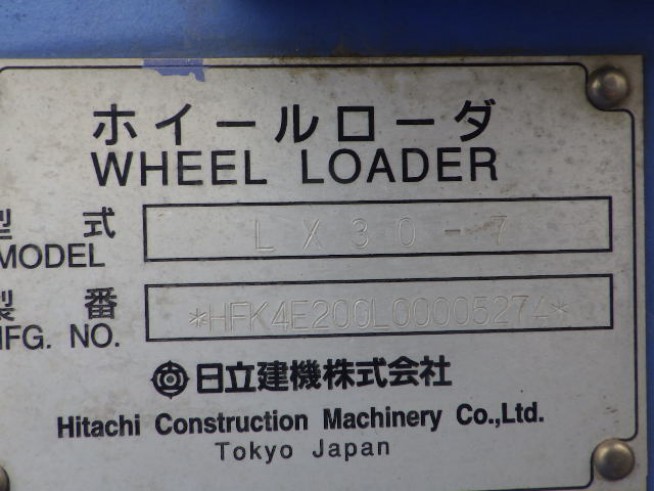 ホイールローダ
WHEEL LOADER
型式 LX30-7
MODEL
製番 *HFK4E200L00005274*
MFG. NO.
日立建機株式会社
Hitachi Construction Machinery Co.,Ltd.
Tokyo Japan